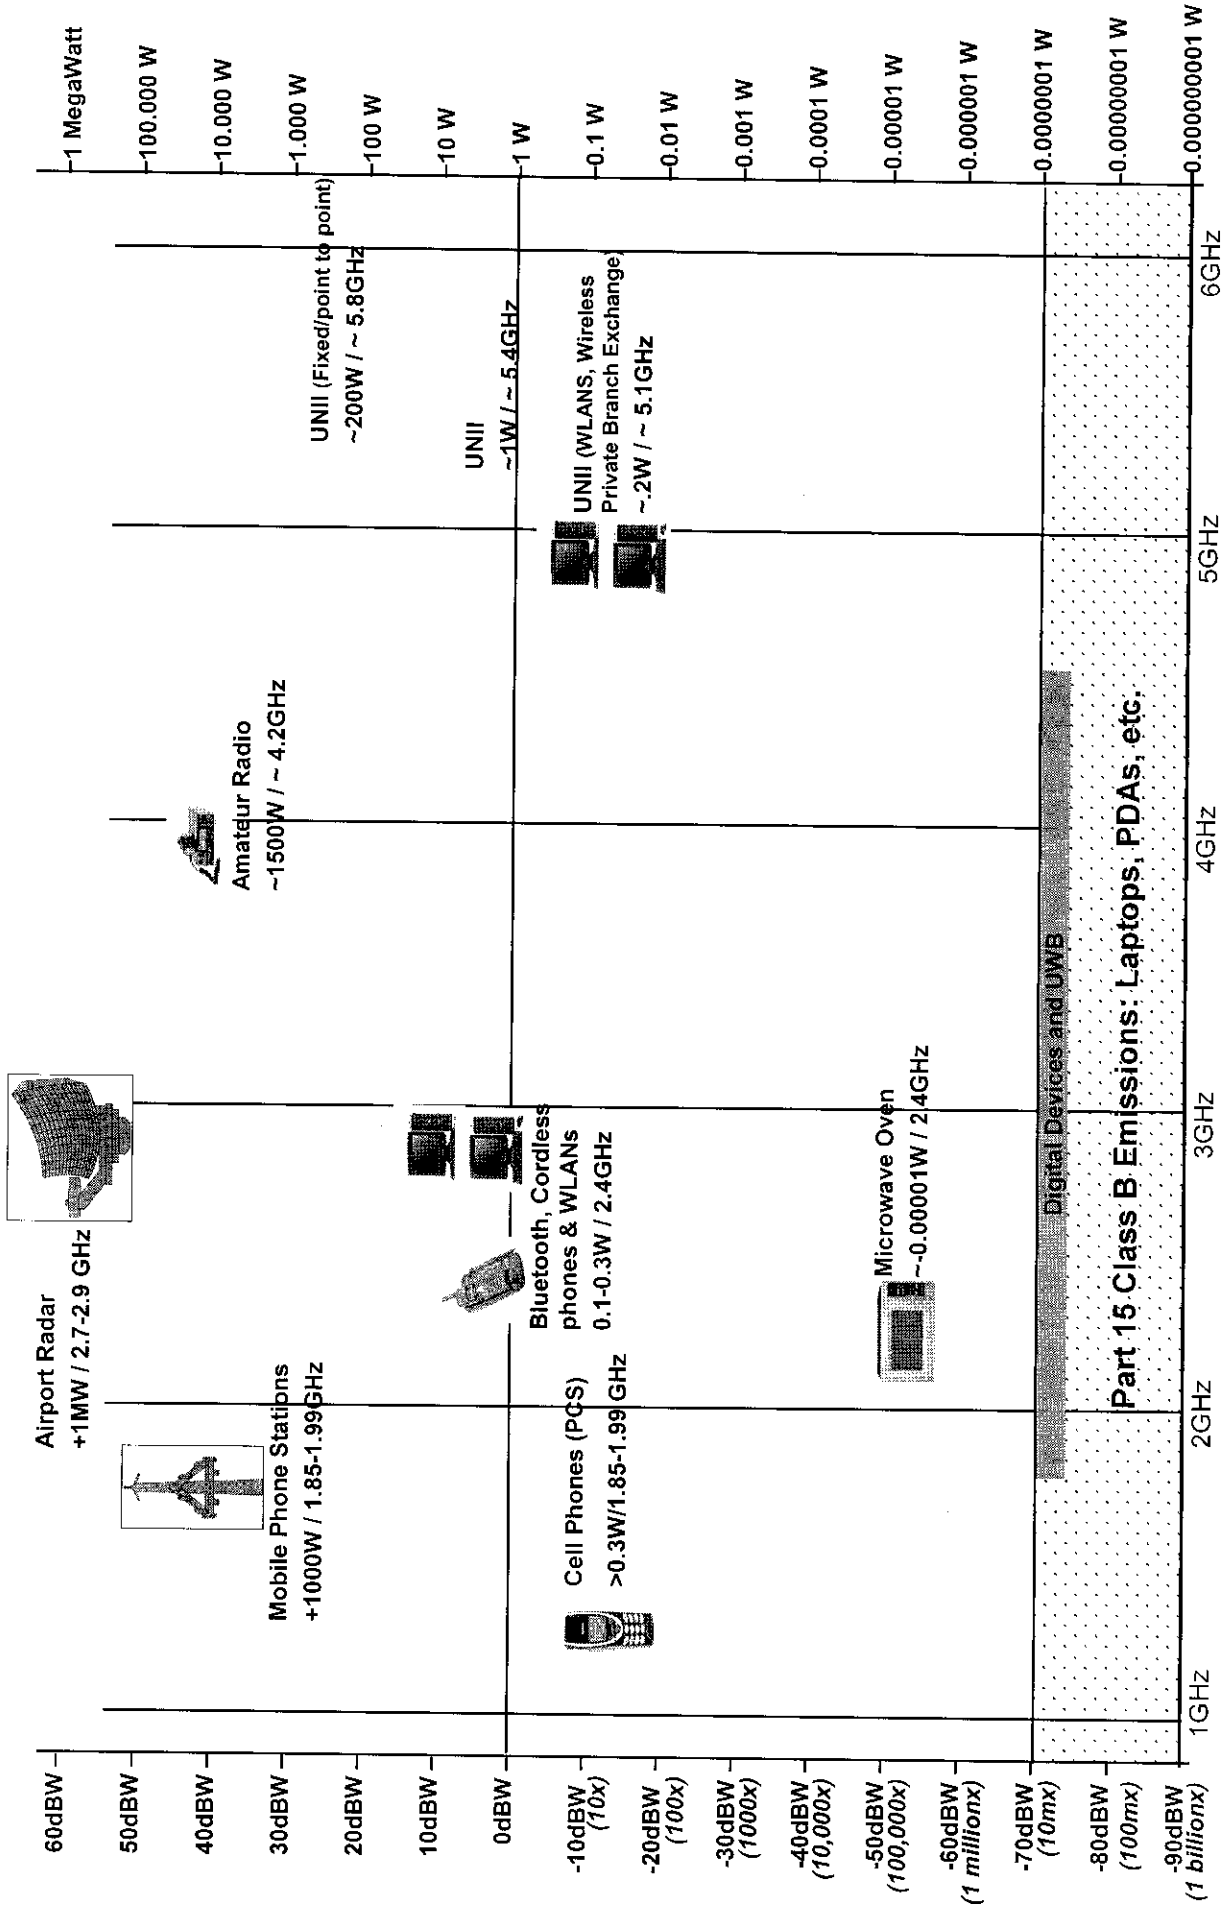 60dBW
50dBW
40dBW
30dBW
20dBW
10dBW
0dBW
-10dBW
(10x)
-20dBW
(100x)
-30dBW
(1000x)
-40dBW
(10,000x)
-50dBW
(100,000x)
-60dBW
(1 millionx)
-70dBW
(10mx)
-80dBW
(100mx)
-90dBW
(1 billionx)
Airport Radar
+1MW / 2.7-2.9 GHz
Mobile Phone Stations
+1000W / 1.85-1.99GHz
Cell Phones (PCS)
>0.3W/1.85-1.99 GHz
Bluetooth, Cordless
phones & WLANs
0.1-0.3W / 2.4GHz
Microwave Oven
~-0.00001W / 2.4GHz
Amateur Radio
~1500W / ~ 4.2GHz
UNII (Fixed/point to point)
~200W / ~ 5.8GHz
UNII
~1W / ~ 5.4GHz
UNII (WLANS, Wireless
Private Branch Exchange)
~.2W / ~ 5.1GHz
Digital Devices and UWB
Part 15 Class B Emissions: Laptops, PDAs, etc.
1GHz
2GHz
3GHz
4GHz
5GHz
6GHz
1 MegaWatt
100.000 W
10.000 W
1.000 W
100 W
10 W
1 W
0.1 W
0.01 W
0.001 W
0.0001 W
0.00001 W
0.000001 W
0.0000001 W
0.00000001 W
0.000000001 W